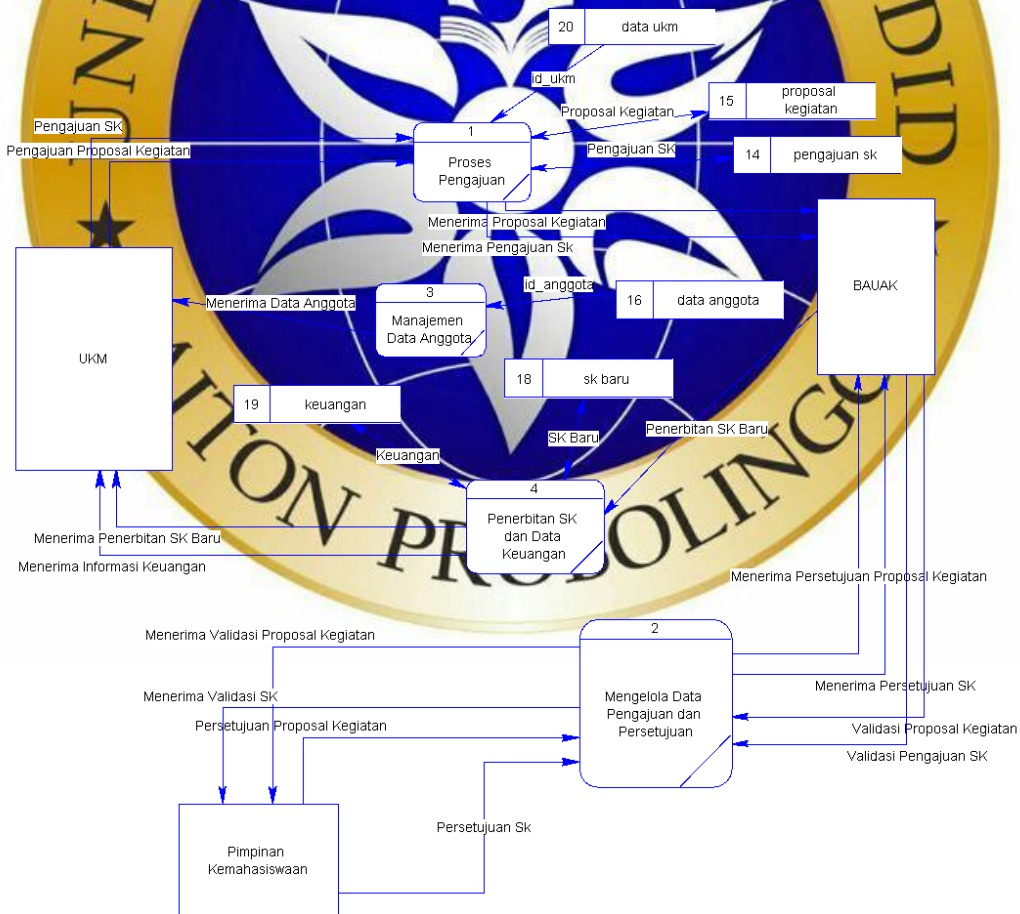 UNI
DID
AITON PROBOLINGGO
20 data ukm
id_ukm
15 proposal
kegiatan
Proposal Kegiatan
Pengajuan SK
1
Pengajuan Proposal Kegiatan
Pengajuan SK
14 pengajuan sk
Proses
Pengajuan
Menerima Proposal Kegiatan
Menerima Pengajuan Sk
BAUAK
3
id_anggota
16 data anggota
Menerima Data Anggota
Manajemen
Data Anggota
UKM
18 sk baru
19 keuangan
Penerbitan SK Baru
SK Baru
Keuangan
4
Penerbitan SK
dan Data
Keuangan
Menerima Penerbitan SK Baru
Menerima Informasi Keuangan
Menerima Persetujuan Proposal Kegiatan
2
Menerima Validasi Proposal Kegiatan
Menerima Persetujuan SK
Menerima Validasi SK
Mengelola Data
Pengajuan dan
Persetujuan
Persetujuan Proposal Kegiatan
Validasi Proposal Kegiatan
Validasi Pengajuan SK
Persetujuan Sk
Pimpinan
Kemahasiswaan